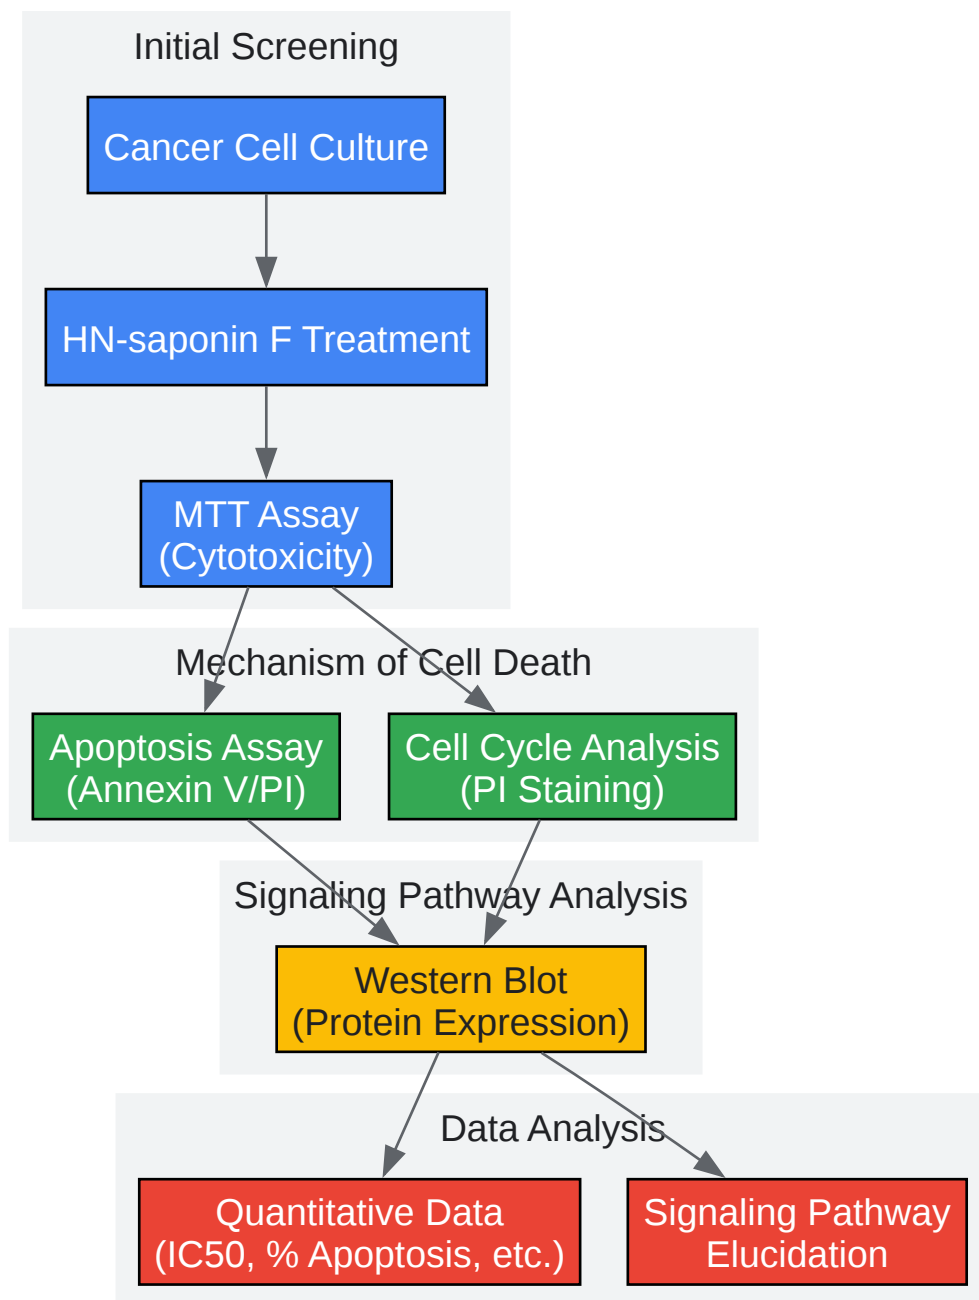 Initial Screening
Cancer Cell Culture
HN-saponin F Treatment
MTT Assay
(Cytotoxicity)
Mechanism of Cell Death
Apoptosis Assay
(Annexin V/PI)
Cell Cycle Analysis
(PI Staining)
Signaling Pathway Analysis
Western Blot
(Protein Expression)
Data Analysis
Quantitative Data
(IC50, % Apoptosis, etc.)
Signaling Pathway
Elucidation